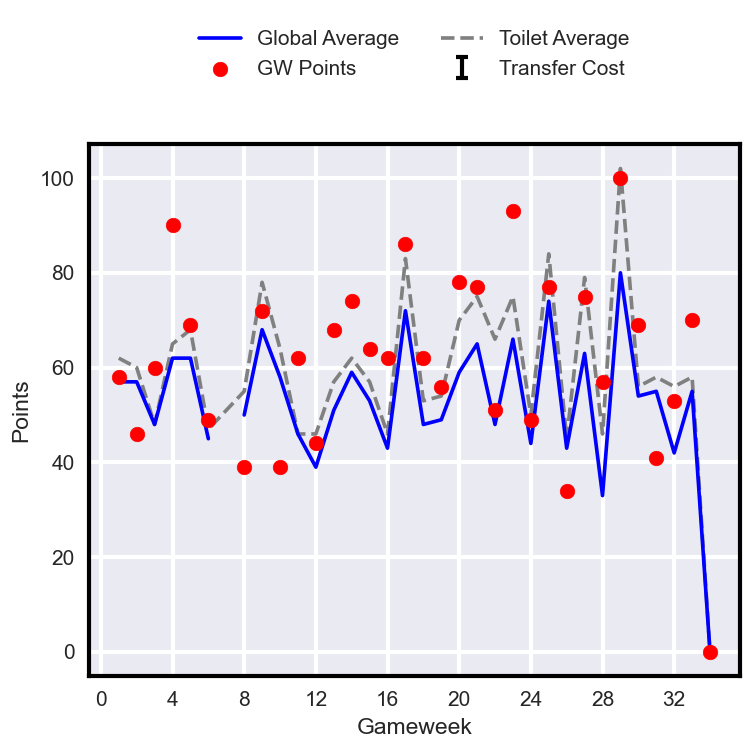 Global Average
Toilet Average
GW Points
Transfer Cost
100
80
60
40
20
0
Points
0 4 8 12 16 20 24 28 32
Gameweek